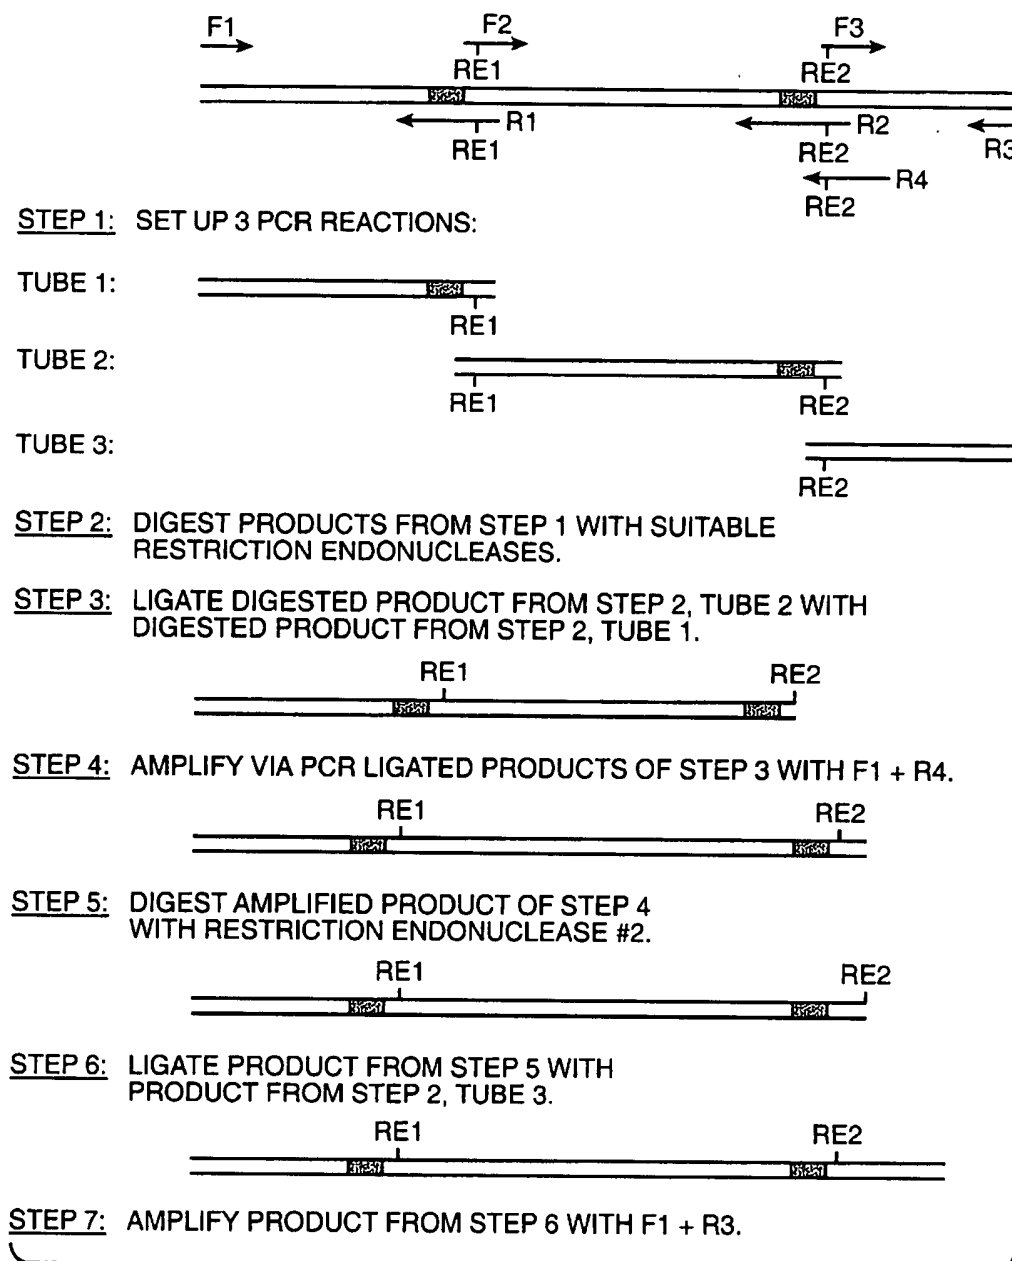 F1 F2 F3
RE1 RE2
R1 R2 R3
RE1 RE2
R4
RE2
STEP 1: SET UP 3 PCR REACTIONS:
TUBE 1:
RE1
TUBE 2:
RE1 RE2
TUBE 3:
RE2
STEP 2: DIGEST PRODUCTS FROM STEP 1 WITH SUITABLE
RESTRICTION ENDONUCLEASES.
STEP 3: LIGATE DIGESTED PRODUCT FROM STEP 2, TUBE 2 WITH
DIGESTED PRODUCT FROM STEP 2, TUBE 1.
RE1 RE2
STEP 4: AMPLIFY VIA PCR LIGATED PRODUCTS OF STEP 3 WITH F1 + R4.
RE1 RE2
STEP 5: DIGEST AMPLIFIED PRODUCT OF STEP 4
WITH RESTRICTION ENDONUCLEASE #2.
RE1 RE2
STEP 6: LIGATE PRODUCT FROM STEP 5 WITH
PRODUCT FROM STEP 2, TUBE 3.
RE1 RE2
STEP 7: AMPLIFY PRODUCT FROM STEP 6 WITH F1 + R3.